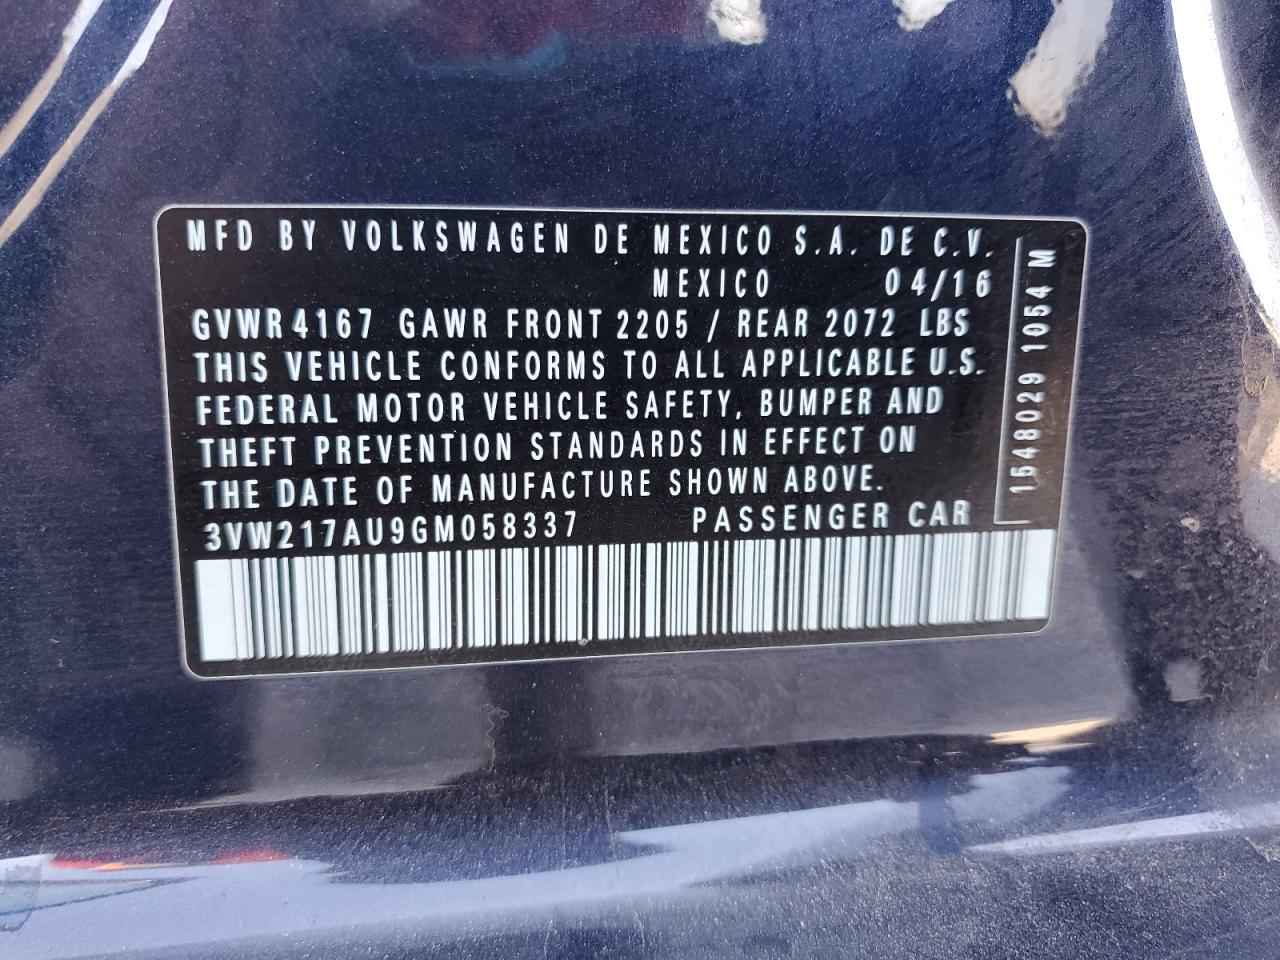 MFD BY VOLKSWAGEN DE MEXICO S.A. DE C.V.
MEXICO 04/16
GVWR 4167 GAWR FRONT 2205 / REAR 2072 LBS
THIS VEHICLE CONFORMS TO ALL APPLICABLE U.S.
FEDERAL MOTOR VEHICLE SAFETY, BUMPER AND
THEFT PREVENTION STANDARDS IN EFFECT ON
THE DATE OF MANUFACTURE SHOWN ABOVE.
3VW217AU9GM058337 PASSENGER CAR
1548029 1054 M